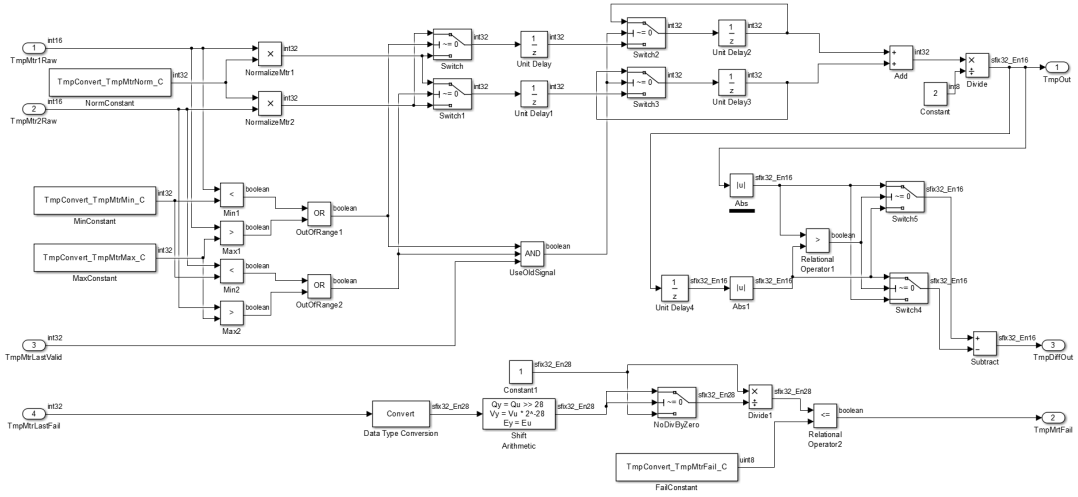 int16
1
TmpMtr1Raw
TmpConvert_TmpMtrNorm_C
int32
NormConstant
int16
2
TmpMtr2Raw
×
int32
NormalizeMtr1
×
int32
NormalizeMtr2
~= 0
int32
Switch
~= 0
int32
Switch1
1
z
int32
Unit Delay
1
z
int32
Unit Delay1
~= 0
int32
Switch2
~= 0
int32
Switch3
1
z
int32
Unit Delay2
1
z
int32
Unit Delay3
+
+
int32
Add
2
int8
Constant
×
÷
sfix32_En16
Divide
1
TmpOut
TmpConvert_TmpMtrMin_C
int32
MinConstant
TmpConvert_TmpMtrMax_C
int32
MaxConstant
<
boolean
Min1
>
boolean
Max1
<
boolean
Min2
>
boolean
Max2
OR
boolean
OutOfRange1
OR
boolean
OutOfRange2
AND
boolean
UseOldSignal
int32
3
TmpMtrLastValid
|u|
sfix32_En16
Abs
>
boolean
Relational
Operator1
~= 0
sfix32_En16
Switch5
1
z
sfix32_En16
Unit Delay4
|u|
sfix32_En16
Abs1
~= 0
sfix32_En16
Switch4
+
−
sfix32_En16
Subtract
3
TmpDiffOut
int32
4
TmpMtrLastFail
Convert
sfix32_En28
Data Type Conversion
Qy = Qu >> 28
Vy = Vu * 2^-28
Ey = Eu
sfix32_En28
Shift
Arithmetic
1
sfix32_En28
Constant1
~= 0
sfix32_En28
NoDivByZero
×
÷
sfix32_En28
Divide1
<=
boolean
Relational
Operator2
TmpConvert_TmpMtrFail_C
uint8
FailConstant
2
TmpMrtFail